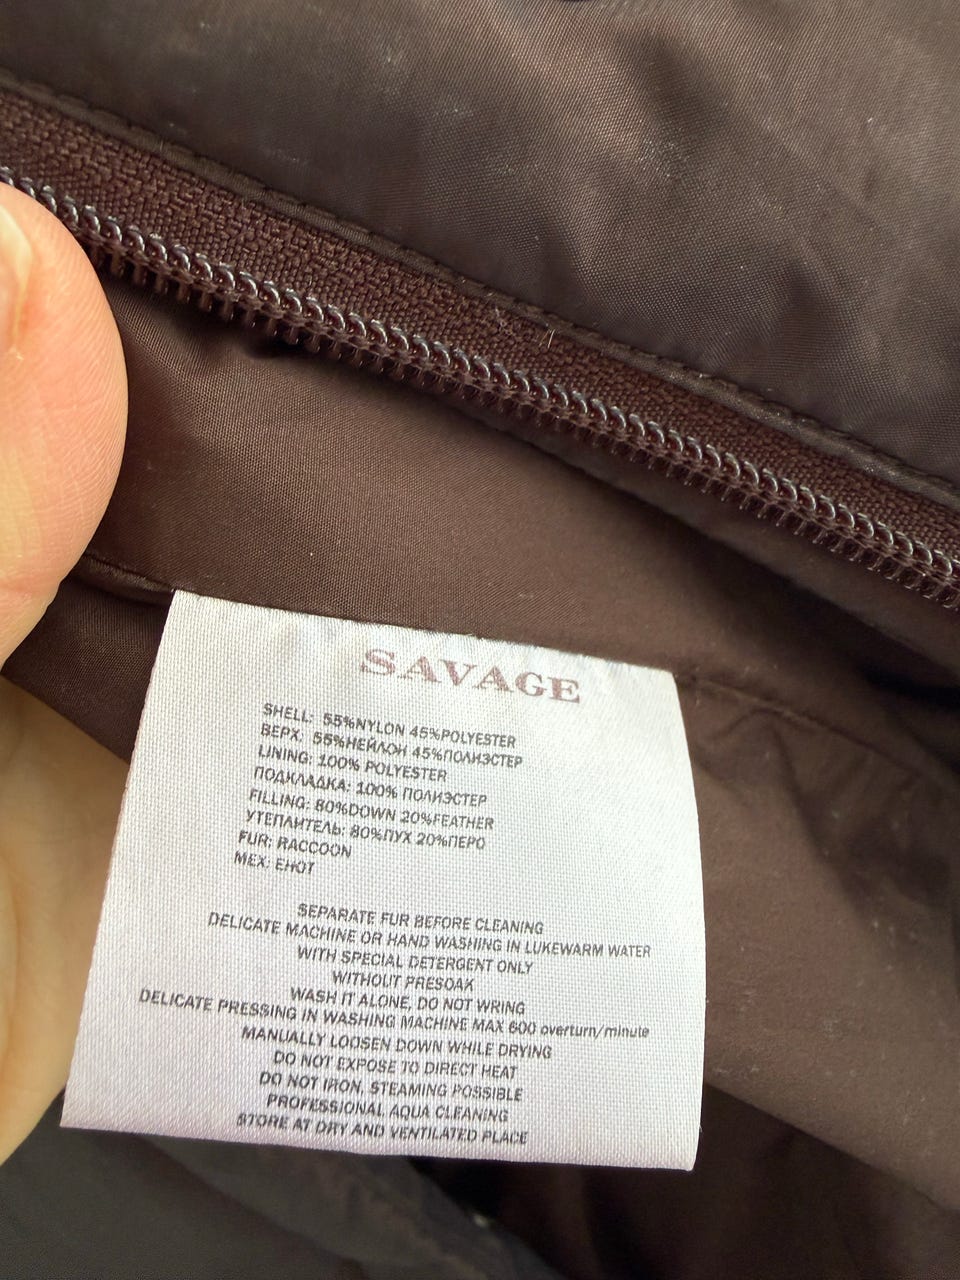 SAVAGE
SHELL: 55%NYLON 45%POLYESTER
ВЕРХ: 55%НЕЙЛОН 45%ПОЛИЭСТЕР
LINING: 100% POLYESTER
ПОДКЛАДКА: 100% ПОЛИЭСТЕР
FILLING: 80%DOWN 20%FEATHER
УТЕПЛИТЕЛЬ: 80%ПУХ 20%ПЕРО
FUR: RACCOON
МЕХ: ЕНОТ
SEPARATE FUR BEFORE CLEANING
DELICATE MACHINE OR HAND WASHING IN LUKEWARM WATER
WITH SPECIAL DETERGENT ONLY
WITHOUT PRESOAK
WASH IT ALONE, DO NOT WRING
DELICATE PRESSING IN WASHING MACHINE MAX 600 overturn/minute
MANUALLY LOOSEN DOWN WHILE DRYING
DO NOT EXPOSE TO DIRECT HEAT
DO NOT IRON, STEAMING POSSIBLE
PROFESSIONAL AQUA CLEANING
STORE AT DRY AND VENTILATED PLACE